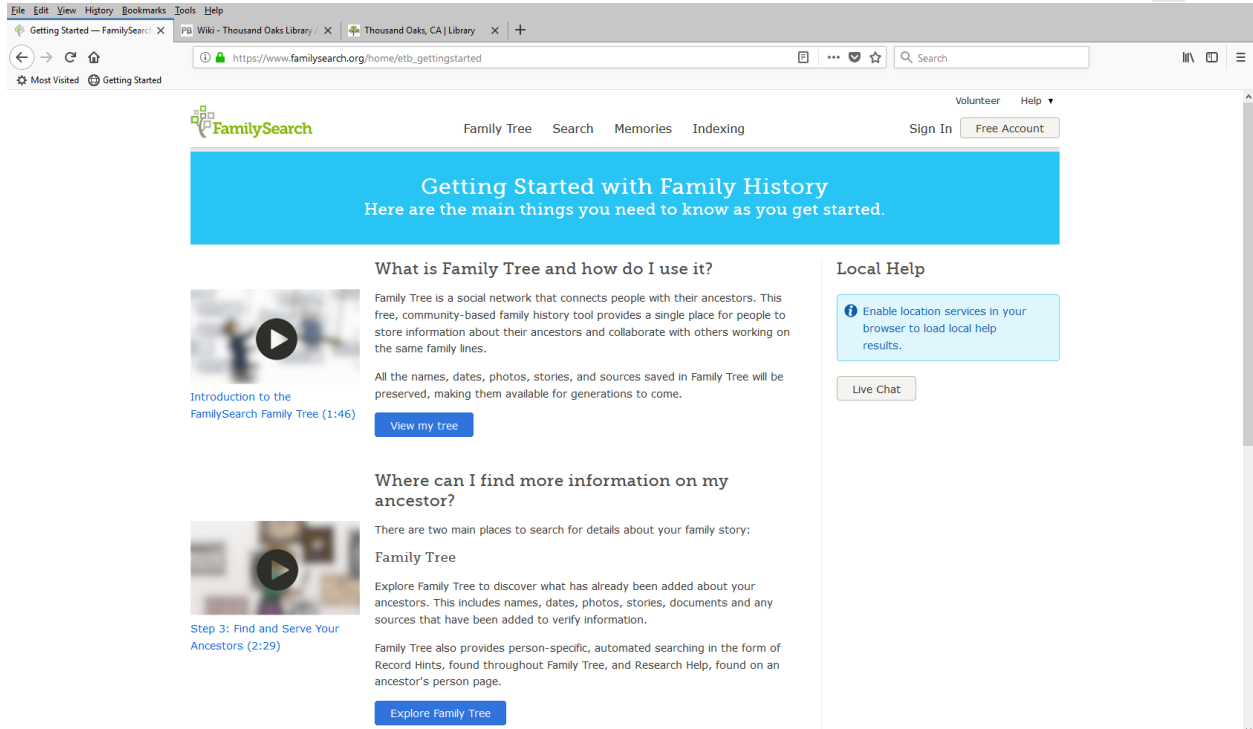 File Edit View History Bookmarks Tools Help
Getting Started — FamilySearch
PB Wiki - Thousand Oaks Library /
Thousand Oaks, CA | Library
https://www.familysearch.org/home/etb_gettingstarted
Search
Most Visited Getting Started
Volunteer Help
FamilySearch
Family Tree Search Memories Indexing
Sign In Free Account
Getting Started with Family History
Here are the main things you need to know as you get started.
What is Family Tree and how do I use it?
Family Tree is a social network that connects people with their ancestors. This
free, community-based family history tool provides a single place for people to
store information about their ancestors and collaborate with others working on
the same family lines.
All the names, dates, photos, stories, and sources saved in Family Tree will be
preserved, making them available for generations to come.
View my tree
Introduction to the
FamilySearch Family Tree (1:46)
Local Help
Enable location services in your
browser to load local help
results.
Live Chat
Where can I find more information on my
ancestor?
There are two main places to search for details about your family story:
Family Tree
Explore Family Tree to discover what has already been added about your
ancestors. This includes names, dates, photos, stories, documents and any
sources that have been added to verify information.
Family Tree also provides person-specific, automated searching in the form of
Record Hints, found throughout Family Tree, and Research Help, found on an
ancestor's person page.
Explore Family Tree
Step 3: Find and Serve Your
Ancestors (2:29)